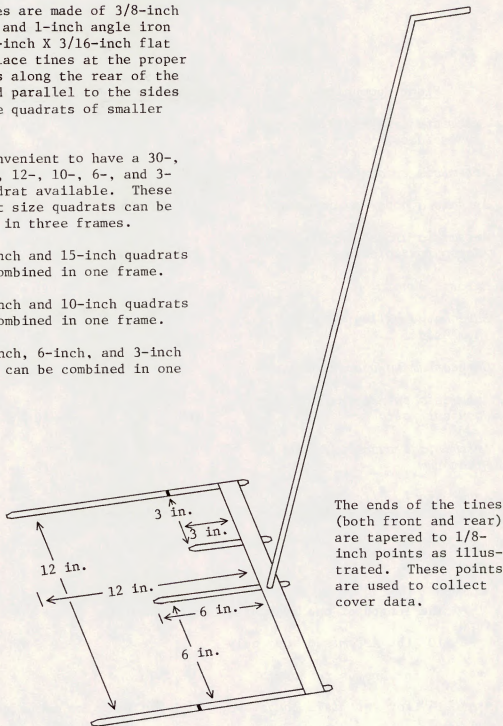 es are made of 3/8-inch
and 1-inch angle iron
-inch X 3/16-inch flat
lace tines at the proper
s along the rear of the
d parallel to the sides
e quadrats of smaller
nvenient to have a 30-,
, 12-, 10-, 6-, and 3-
drat available. These
t size quadrats can be
in three frames.
nch and 15-inch quadrats
ombined in one frame.
nch and 10-inch quadrats
ombined in one frame.
nch, 6-inch, and 3-inch
can be combined in one
The ends of the tines
(both front and rear)
are tapered to 1/8-
inch points as illus-
trated. These points
are used to collect
cover data.
3 in.
3 in.
12 in.
12 in.
6 in.
6 in.